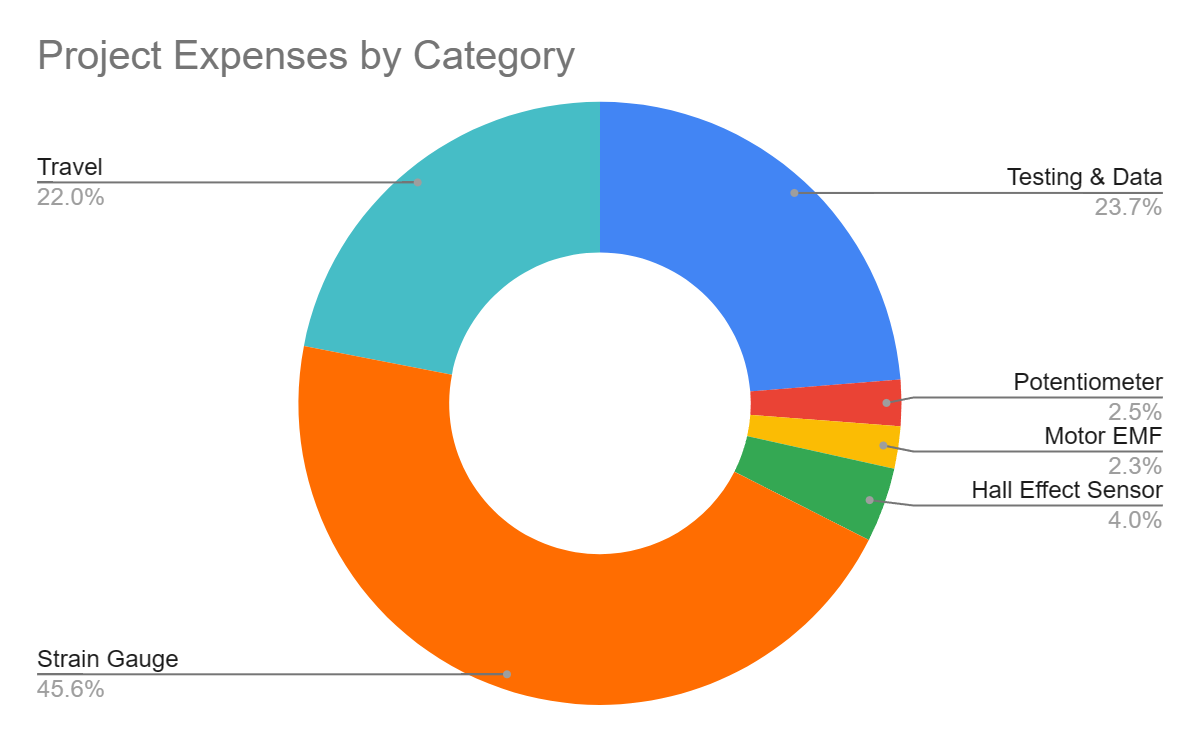 Project Expenses by Category
Travel
22.0%
Testing & Data
23.7%
Potentiometer
2.5%
Motor EMF
2.3%
Hall Effect Sensor
4.0%
Strain Gauge
45.6%